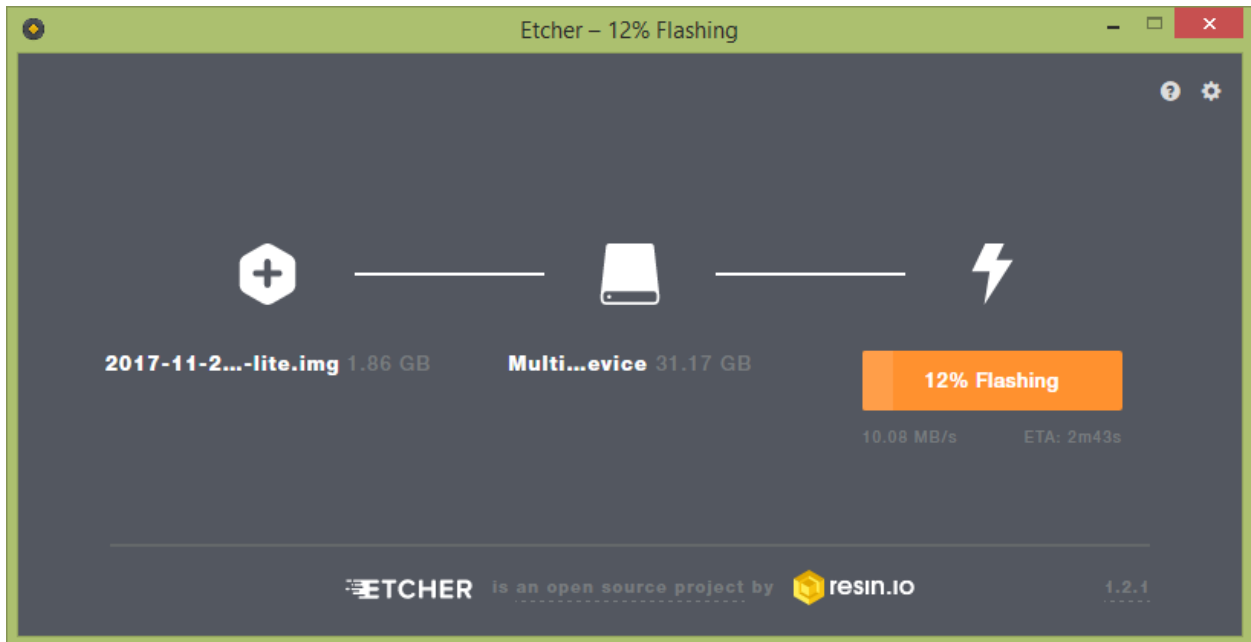 Etcher – 12% Flashing
2017-11-2...-lite.img 1.86 GB
Multi...evice 31.17 GB
12% Flashing
10.08 MB/s ETA: 2m43s
ETCHER is an open source project by resin.io 1.2.1